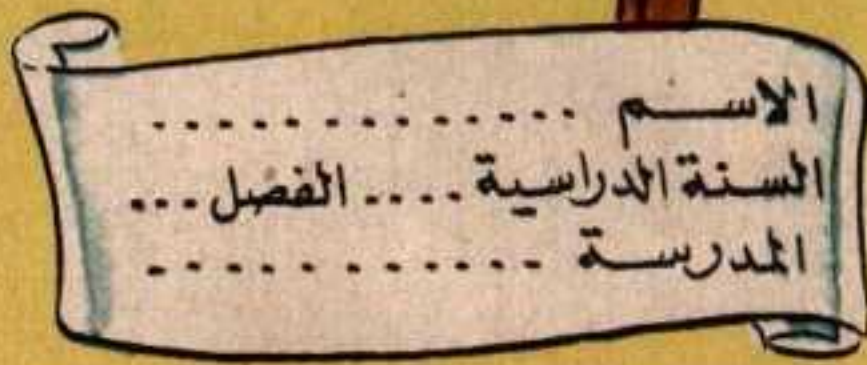 الاسم ..............
السنة الدراسية .... الفصل ...
المدرسة ............